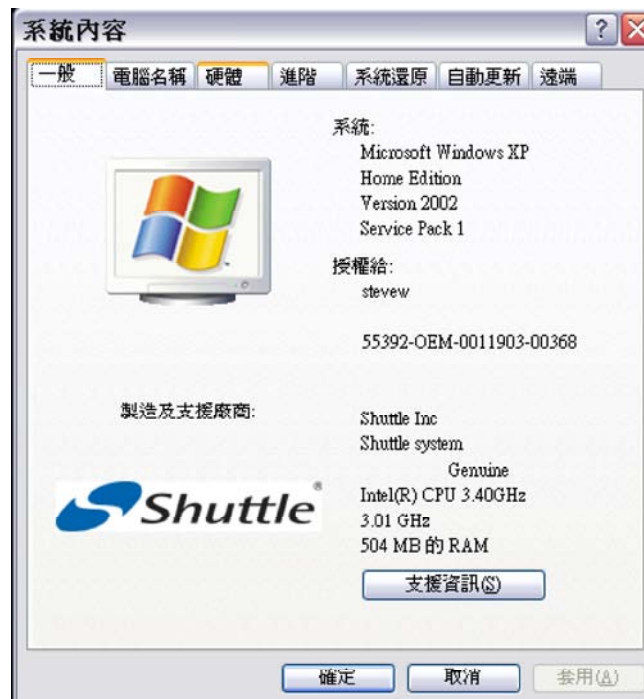 系統內容
一般 電腦名稱 硬體 進階 系統還原 自動更新 遠端
系統:
Microsoft Windows XP
Home Edition
Version 2002
Service Pack 1
授權給:
stevew
55392-OEM-0011903-00368
製造及支援廠商:
Shuttle Inc
Shuttle system
Genuine
Intel(R) CPU 3.40GHz
3.01 GHz
504 MB 的 RAM
Shuttle®
支援資訊(S)
確定 取消 套用(A)